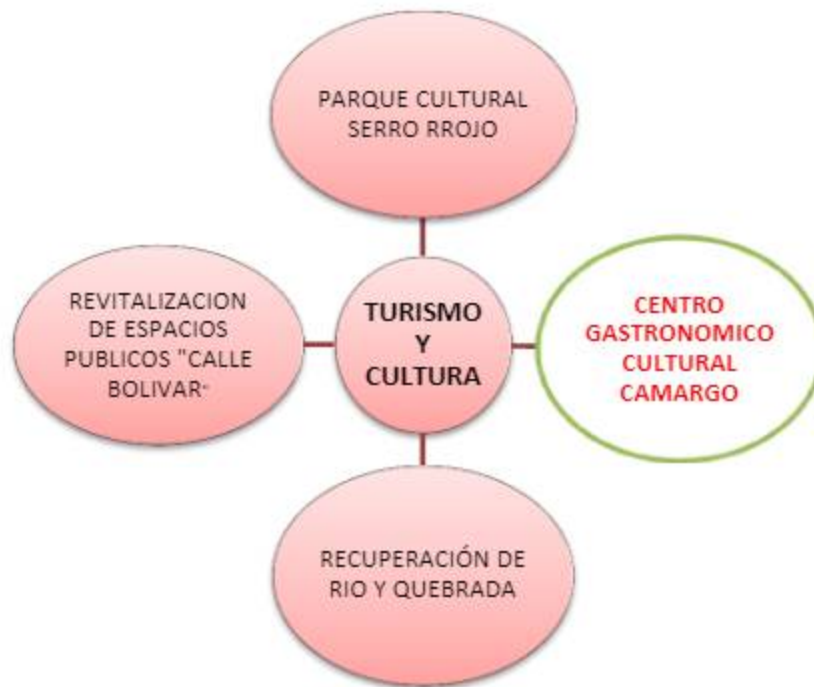 PARQUE CULTURAL
SERRO RROJO
REVITALIZACION
DE ESPACIOS
PUBLICOS "CALLE
BOLIVAR"
TURISMO
Y
CULTURA
CENTRO
GASTRONOMICO
CULTURAL
CAMARGO
RECUPERACIÓN DE
RIO Y QUEBRADA